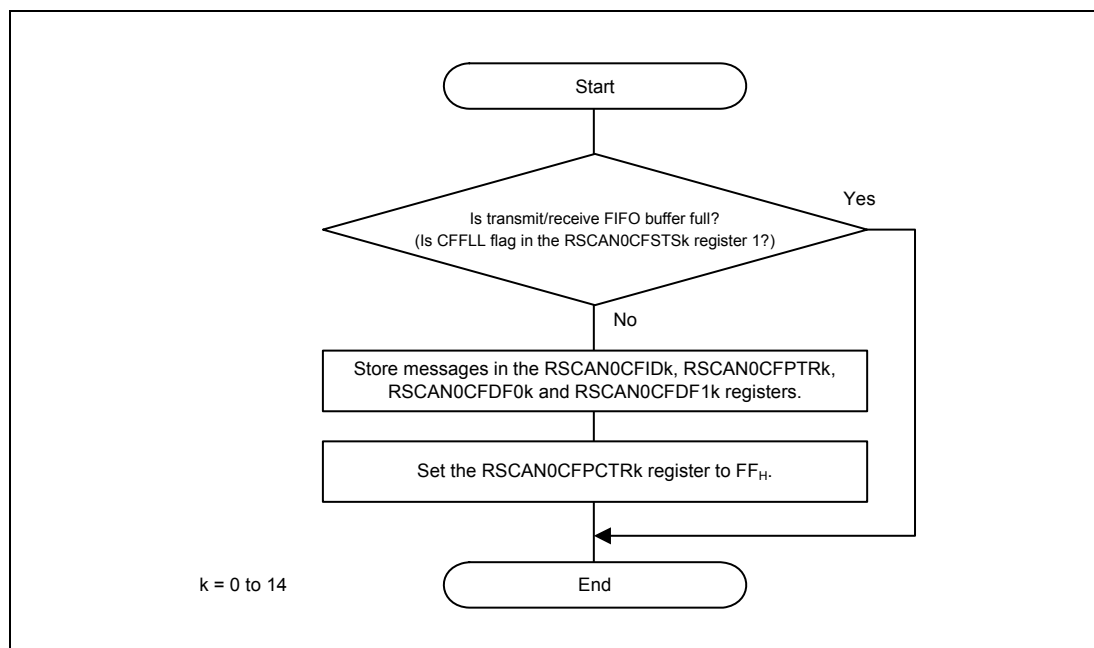 Start
Is transmit/receive FIFO buffer full?
(Is CFFLL flag in the RSCAN0CFSTSk register 1?)
Yes
No
Store messages in the RSCAN0CFIDk, RSCAN0CFPTRk,
RSCAN0CFDF0k and RSCAN0CFDF1k registers.
Set the RSCAN0CFPCTRk register to FFH.
k = 0 to 14
End